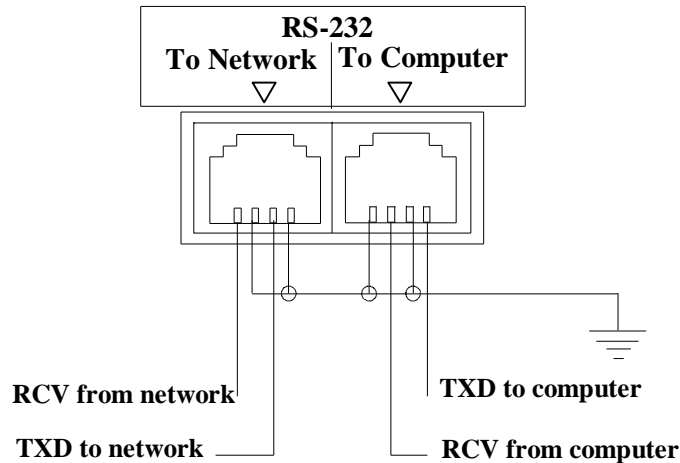 RS-232
To Network To Computer
RCV from network
TXD to computer
TXD to network
RCV from computer